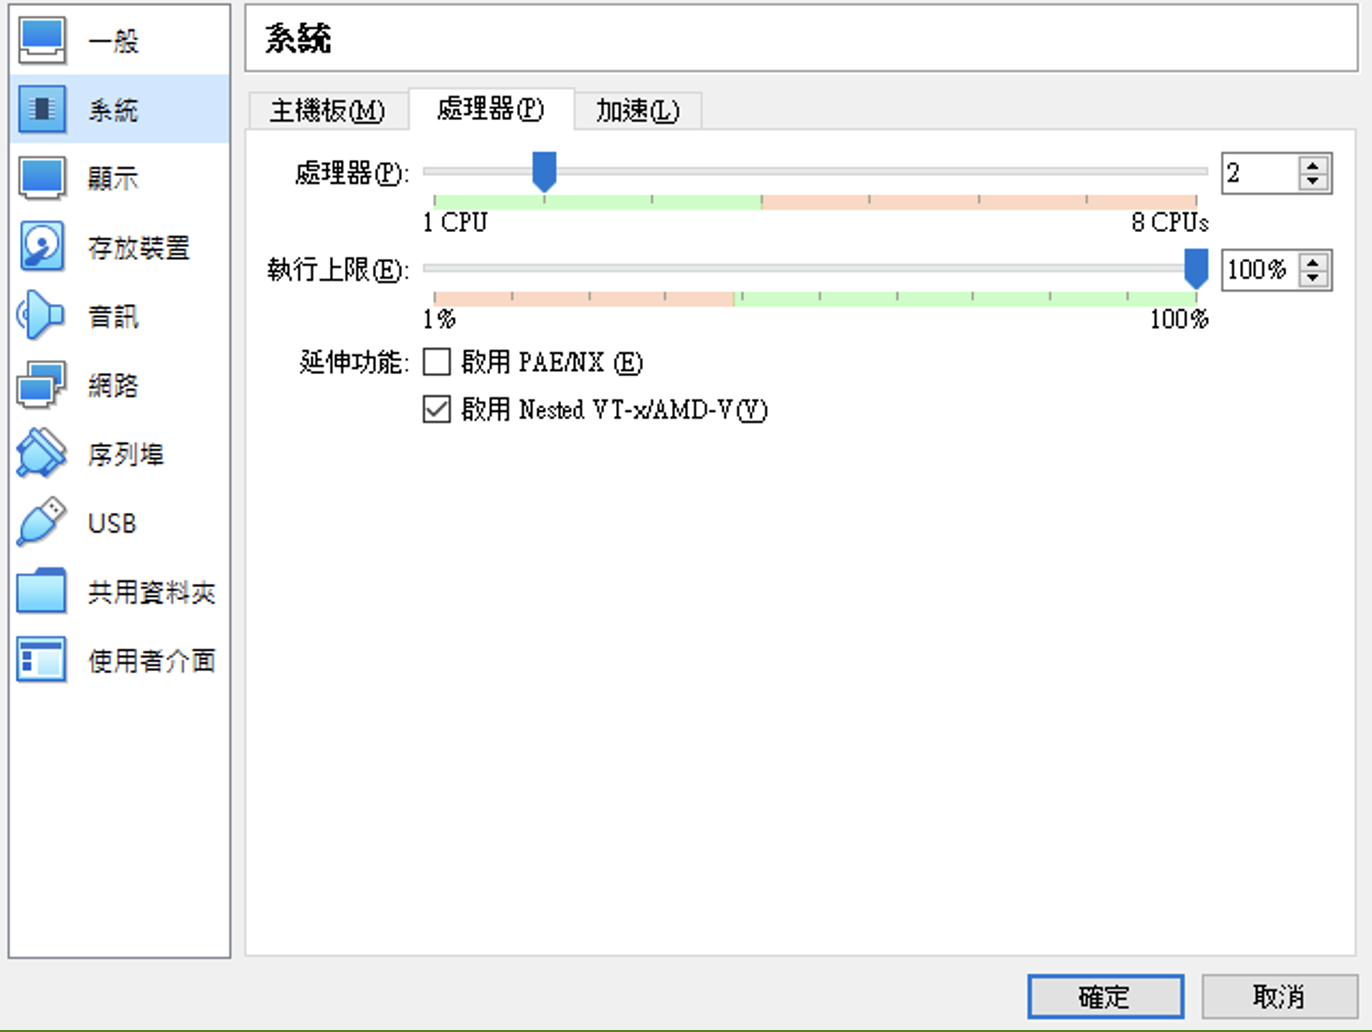 一般
系統
顯示
存放裝置
音訊
網路
序列埠
USB
共用資料夾
使用者介面
系統
主機板(M) 處理器(P) 加速(L)
處理器(P): 2
1 CPU 8 CPUs
執行上限(E): 100%
1% 100%
延伸功能: 啟用 PAE/NX (E)
啟用 Nested VT-x/AMD-V(V)
確定 取消